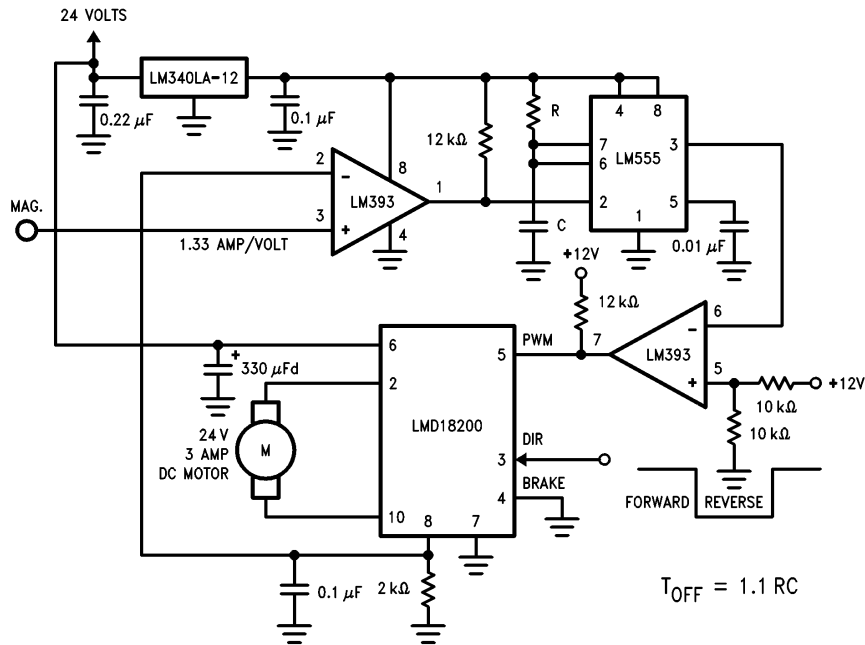 24 VOLTS
LM340LA-12
0.22 µF
0.1 µF
12 kΩ
R
4 8
7
6
3
LM555
2
5
1
C
0.01 µF
2
8
1
LM393
MAG.
3
4
1.33 AMP/VOLT
+12V
12 kΩ
6
LM393
7
5
+12V
10 kΩ
10 kΩ
6
5
PWM
+
330 µFd
2
LMD18200
24 V
3 AMP
DC MOTOR
M
3
DIR
BRAKE
4
10
8
7
FORWARD REVERSE
0.1 µF
2 kΩ
TOFF = 1.1 RC